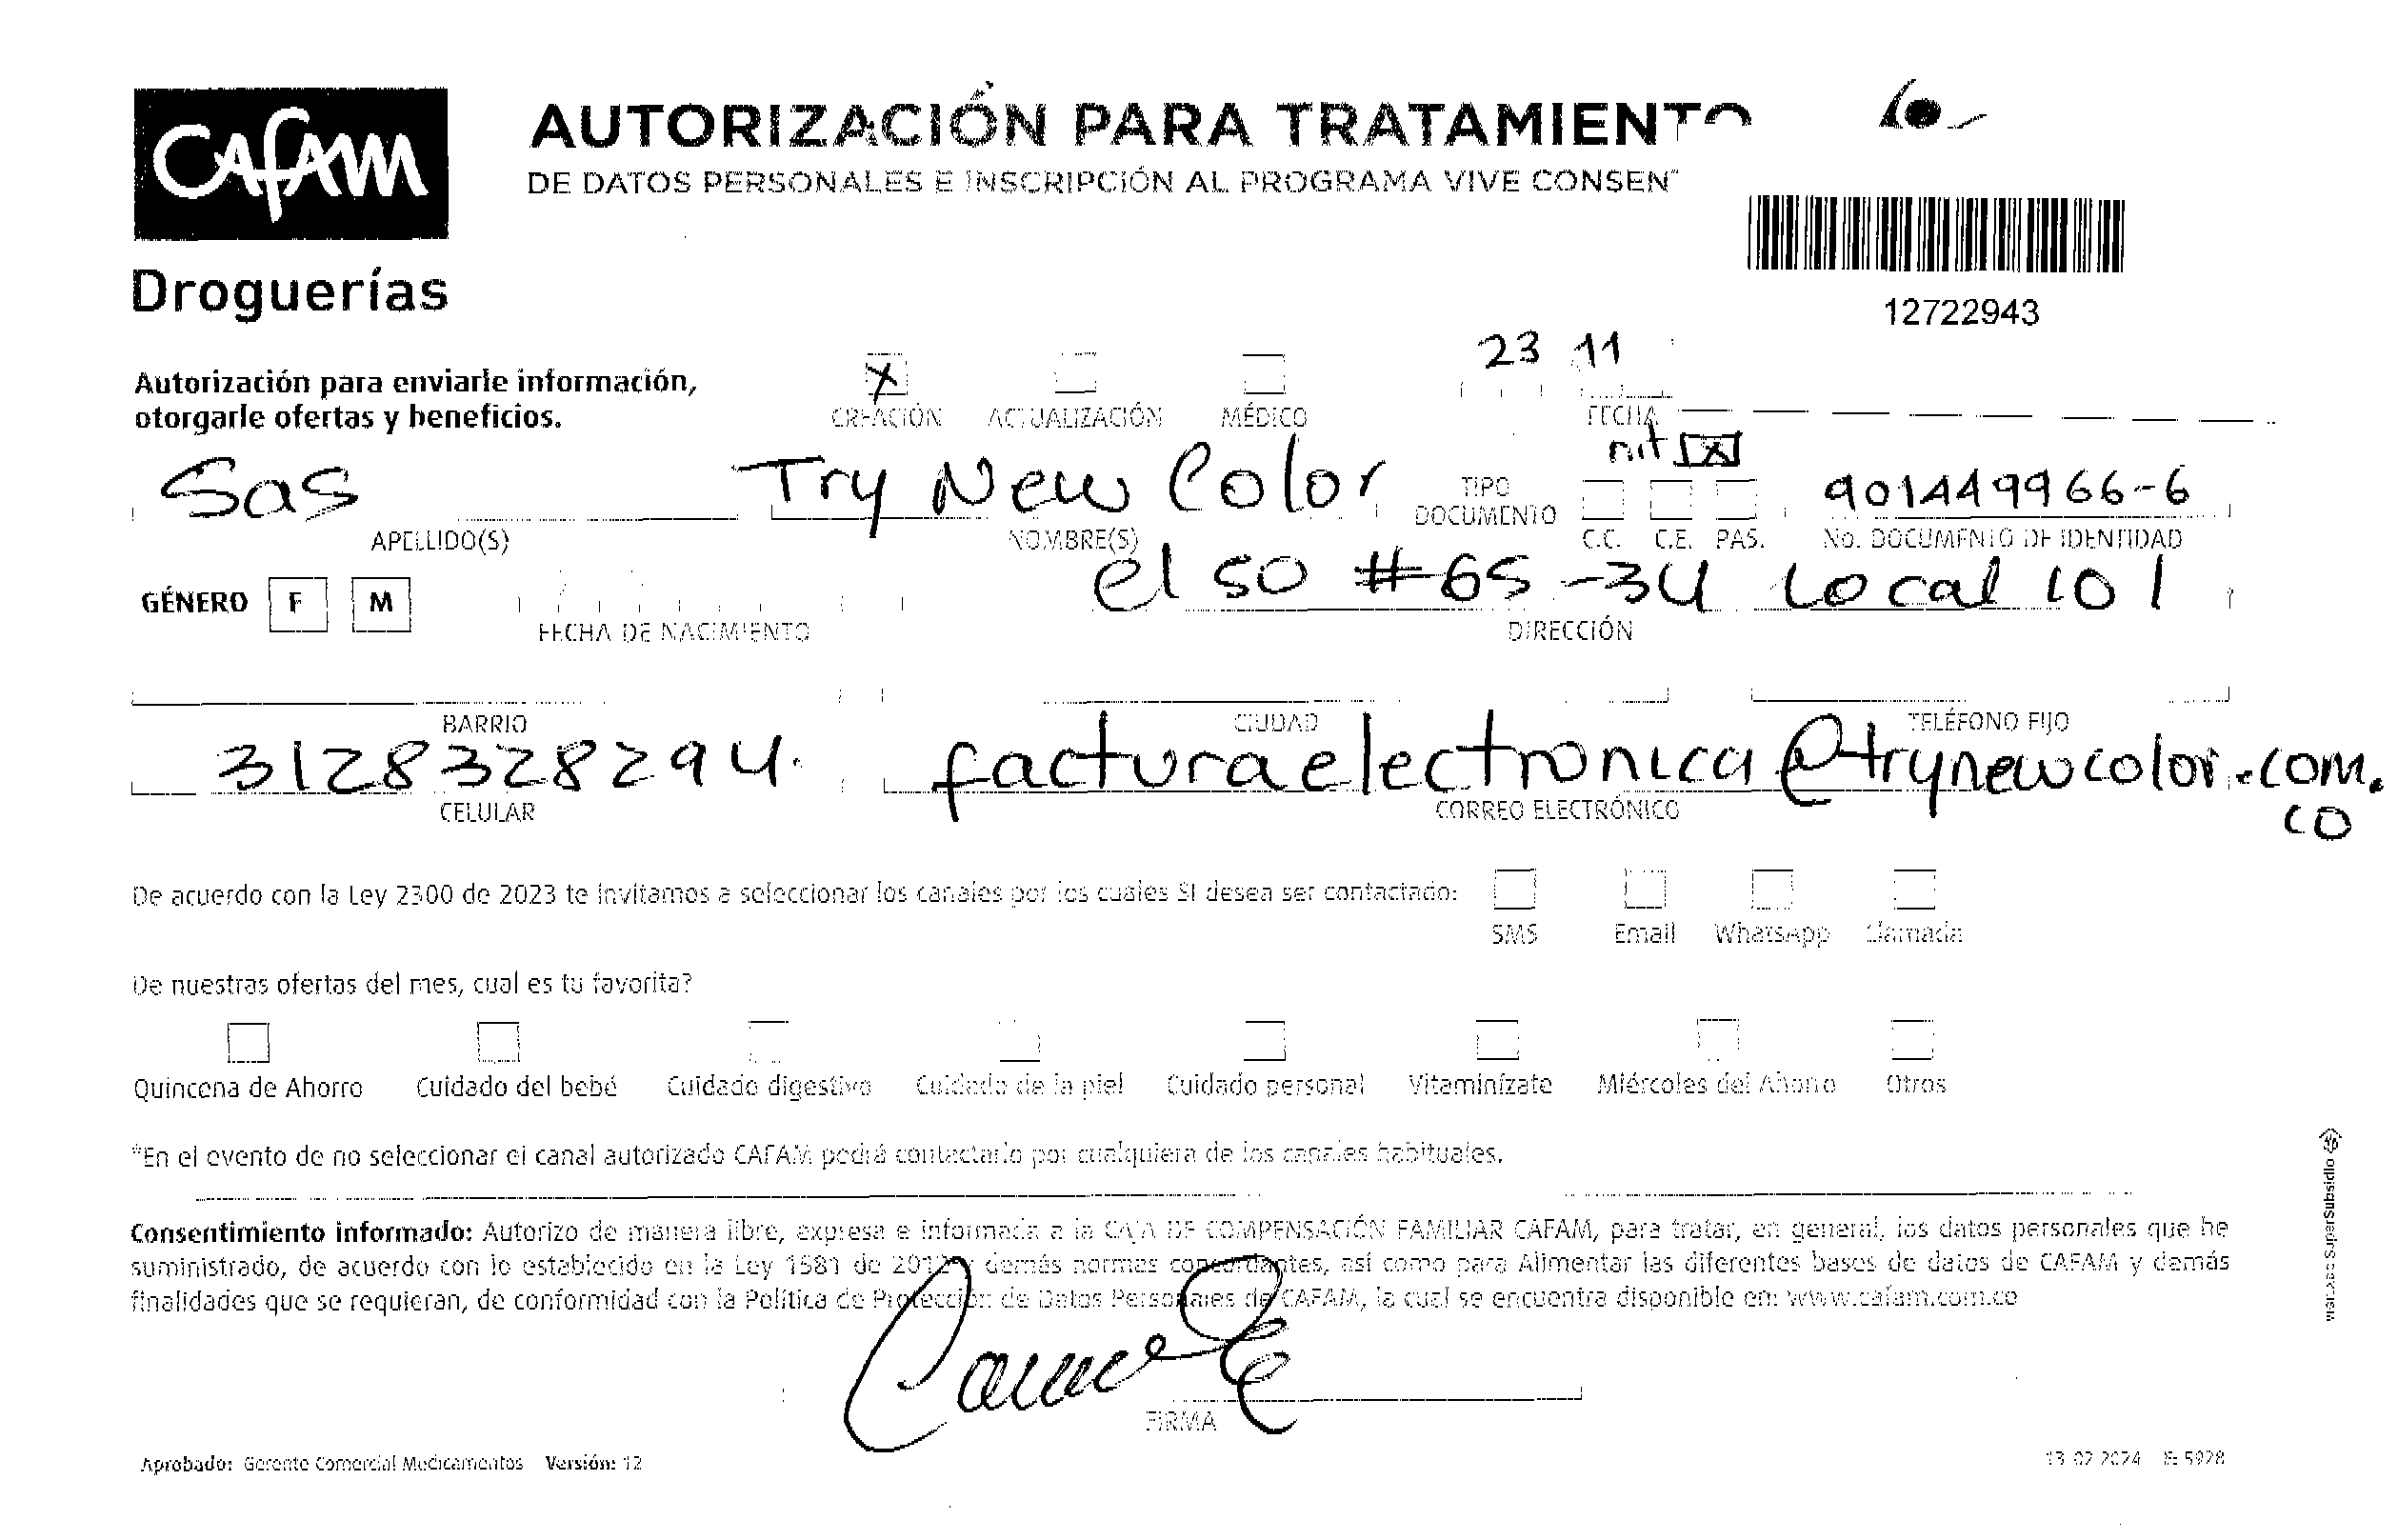 CAFAM
Droguerías
AUTORIZACIÓN PARA TRATAMIENTO
DE DATOS PERSONALES E INSCRIPCIÓN AL PROGRAMA VIVE CONSEN
12722943
Autorización para enviarle información,
otorgarle ofertas y beneficios.
X
CREACIÓN ACTUALIZACIÓN MÉDICO
23 11
FECHA
nit X
Sas Try New Color
TIPO
DOCUMENTO
901449966-6
APELLIDO(S) NOMBRE(S) C.C. C.E. PAS. No. DOCUMENTO DE IDENTIDAD
GÉNERO F M
el 50 #65-34 Local 101
FECHA DE NACIMIENTO DIRECCIÓN
BARRIO CIUDAD TELÉFONO FIJO
3128328294. facturaelectronica@trynewcolor.com.
co
CELULAR CORREO ELECTRÓNICO
De acuerdo con la Ley 2300 de 2023 te invitamos a seleccionar los canales por los cuales SI desea ser contactado:
SMS Email WhatsApp Llamada
De nuestras ofertas del mes, cual es tu favorita?
Quincena de Ahorro Cuidado del bebé Cuidado digestivo Cuidado de la piel Cuidado personal Vitaminízate Miércoles del Ahorro Otros
*En el evento de no seleccionar el canal autorizado CAFAM podrá contactarlo por cualquiera de los canales habituales.
Consentimiento informado: Autorizo de manera libre, expresa e informada a la CAJA DE COMPENSACIÓN FAMILIAR CAFAM, para tratar, en general, los datos personales que he
suministrado, de acuerdo con lo establecido en la Ley 1581 de 2012 y demás normas concordantes, así como para Alimentar las diferentes bases de datos de CAFAM y demás
finalidades que se requieran, de conformidad con la Política de Protección de Datos Personales de CAFAM, la cual se encuentra disponible en: www.cafam.com.co
FIRMA
Aprobado: Gerente Comercial Medicamentos Versión: 12
13-02-2024
SuperSubsidio